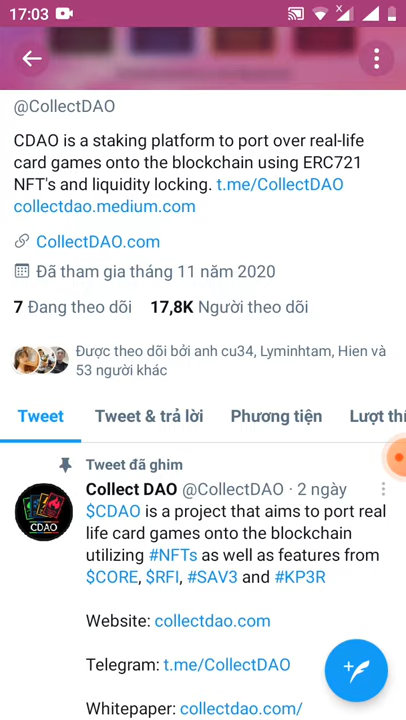 17:03
@CollectDAO
CDAO is a staking platform to port over real-life
card games onto the blockchain using ERC721
NFT's and liquidity locking. t.me/CollectDAO
collectdao.medium.com
CollectDAO.com
Đã tham gia tháng 11 năm 2020
7 Đang theo dõi 17,8K Người theo dõi
Được theo dõi bởi anh cu34, Lyminhtam, Hien và
53 người khác
Tweet Tweet & trả lời Phương tiện Lượt thí
Tweet đã ghim
Collect DAO @CollectDAO · 2 ngày
CDAO
$CDAO is a project that aims to port real
life card games onto the blockchain
utilizing #NFTs as well as features from
$CORE, $RFI, #SAV3 and #KP3R
Website: collectdao.com
Telegram: t.me/CollectDAO
Whitepaper: collectdao.com/